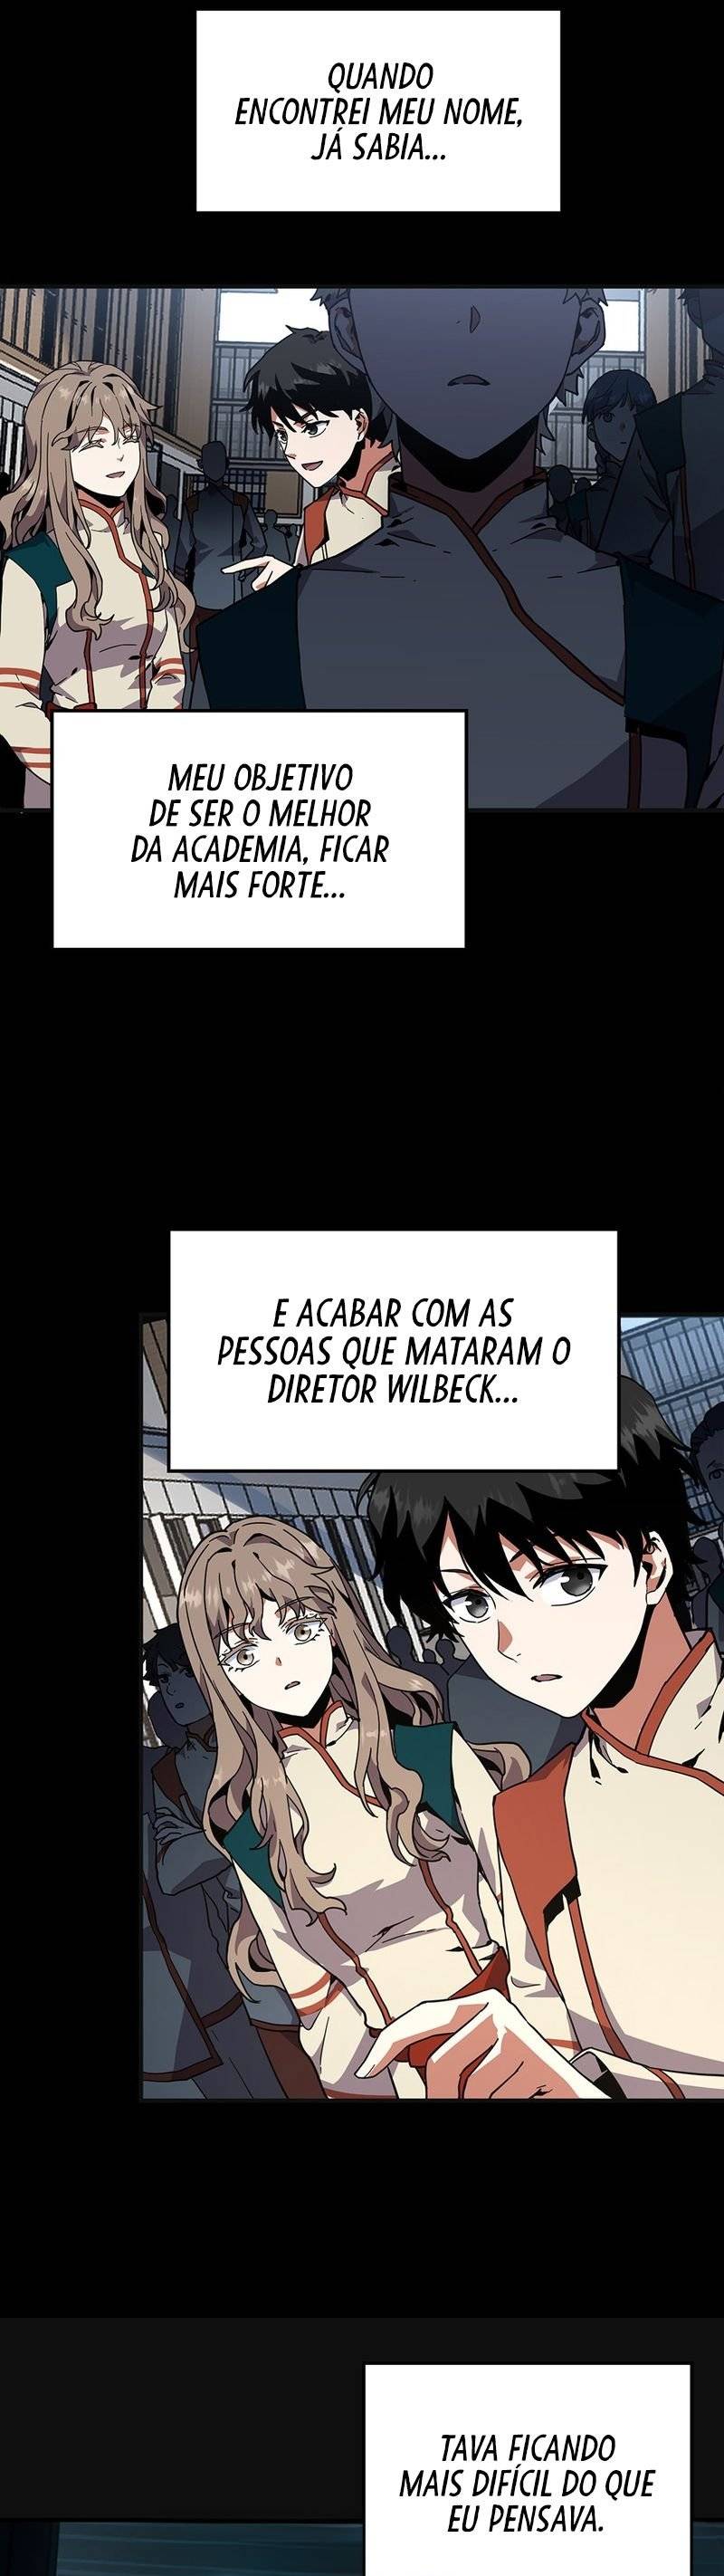 QUANDO
ENCONTREI MEU NOME,
JÁ SABIA...
MEU OBJETIVO
DE SER O MELHOR
DA ACADEMIA, FICAR
MAIS FORTE...
E ACABAR COM AS
PESSOAS QUE MATARAM O
DIRETOR WILBECK...
TAVA FICANDO
MAIS DIFÍCIL DO QUE
EU PENSAVA.